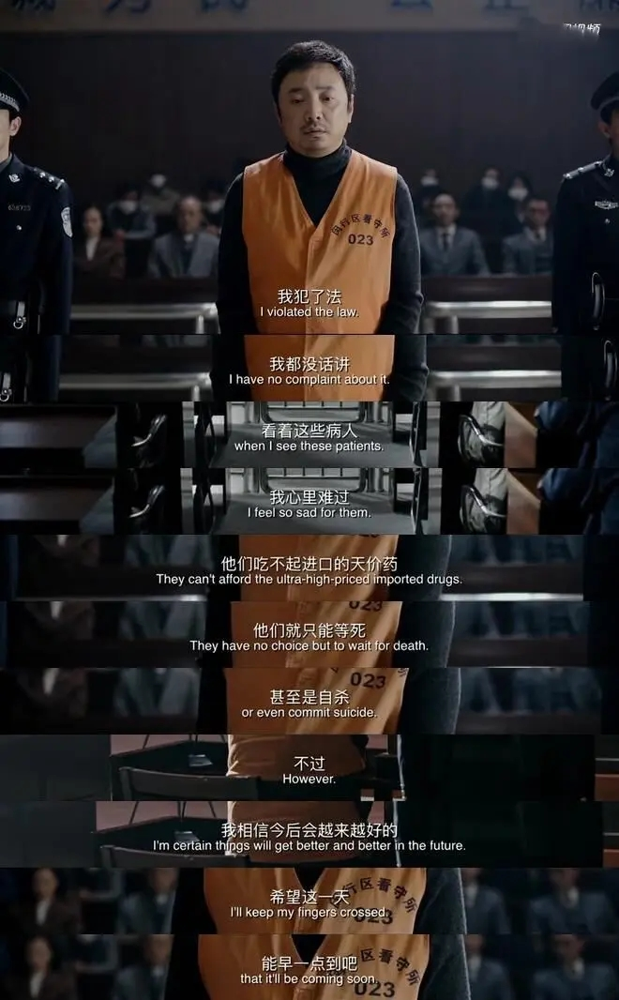 我犯了法
I violated the law.
闵行区看守所
023
我都没话讲
I have no complaint about it.
看着这些病人
when I see these patients.
我心里难过
I feel so sad for them.
他们吃不起进口的天价药
They can't afford the ultra-high-priced imported drugs.
023
他们就只能等死
They have no choice but to wait for death.
023
甚至是自杀
or even commit suicide.
不过
However.
我相信今后会越来越好的
I'm certain things will get better and better in the future.
行区看守所
023
希望这一天
I'll keep my fingers crossed.
区看守所
023
能早一点到吧
that it'll be coming soon.